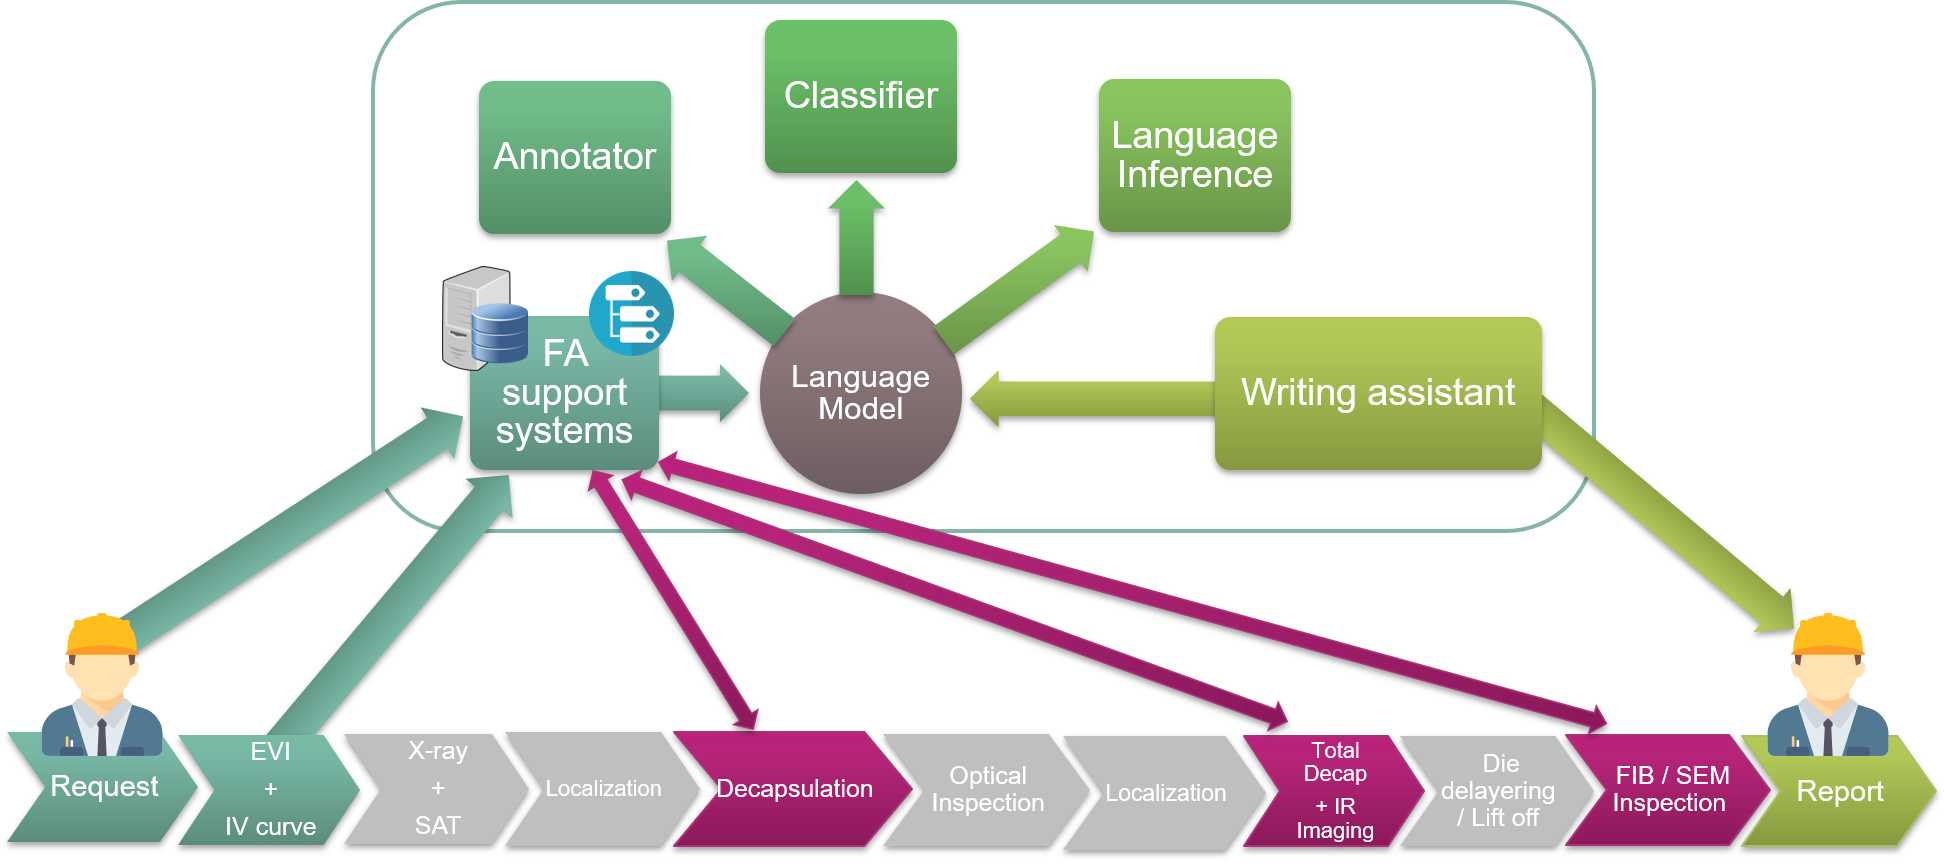 Classifier
Annotator
Language
Inference
FA
support
systems
Language
Model
Writing assistant
Request
EVI
+
IV curve
X-ray
+
SAT
Localization
Decapsulation
Optical
Inspection
Localization
Total
Decap
+ IR
Imaging
Die
delayering
/ Lift off
FIB / SEM
Inspection
Report